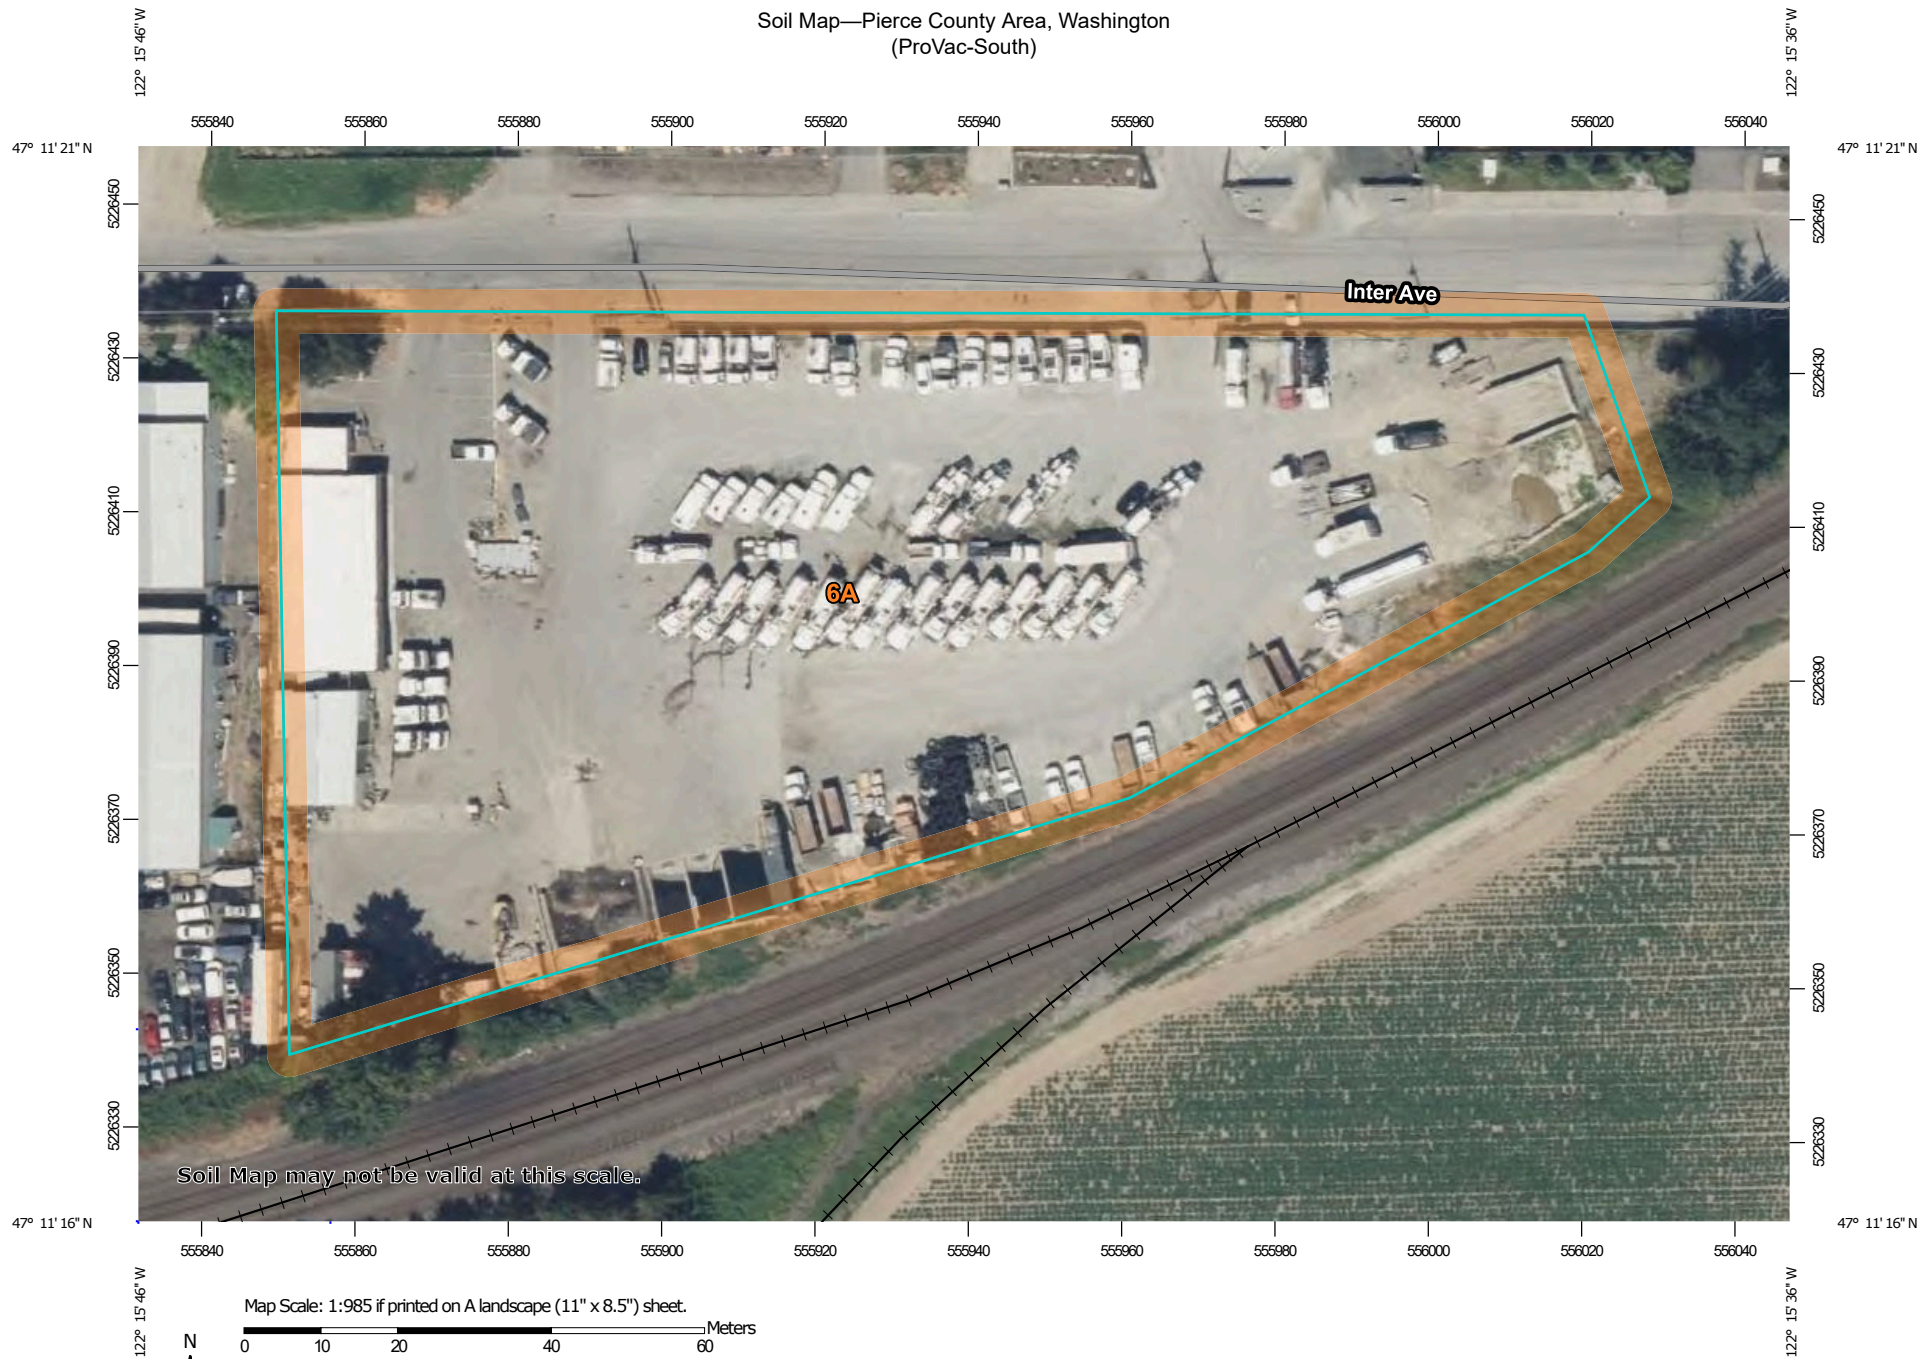 Soil Map—Pierce County Area, Washington
(ProVac-South)
122° 15' 46" W
122° 15' 36" W
555840 555860 555880 555900 555920 555940 555960 555980 556000 556020 556040
47° 11' 21" N
47° 11' 21" N
5226450
5226450
Inter Ave
5226430
5226430
5226410
5226410
6A
5226390
5226390
5226370
5226370
5226350
5226350
5226330
5226330
Soil Map may not be valid at this scale.
47° 11' 16" N
47° 11' 16" N
555840 555860 555880 555900 555920 555940 555960 555980 556000 556020 556040
122° 15' 46" W
122° 15' 36" W
Map Scale: 1:985 if printed on A landscape (11" x 8.5") sheet.
Meters
N
0 10 20 40 60